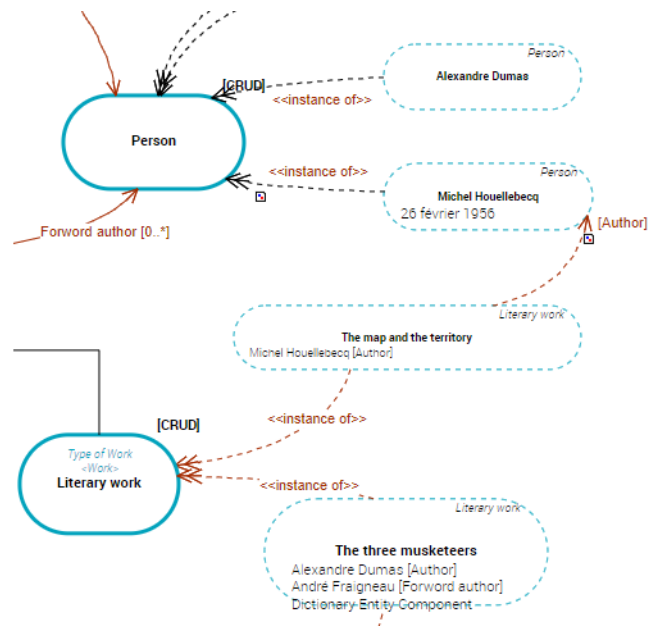 Person
[CRUD]
Alexandre Dumas
<<instance of>>
Person
<<instance of>>
Person
Michel Houellebecq
26 février 1956
[Author]
Forword author [0..*]
Literary work
The map and the territory
Michel Houellebecq [Author]
<<instance of>>
[CRUD]
Type of Work
<Work>
Literary work
<<instance of>>
Literary work
The three musketeers
Alexandre Dumas [Author]
André Fraigneau [Forword author]
Dictionary Entity Component